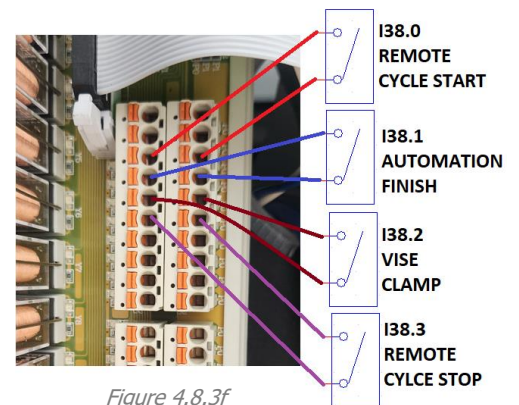 I38.0
REMOTE
CYCLE START
I38.1
AUTOMATION
FINISH
I38.2
VISE
CLAMP
I38.3
REMOTE
CYLCE STOP
Figure 4.8.3f